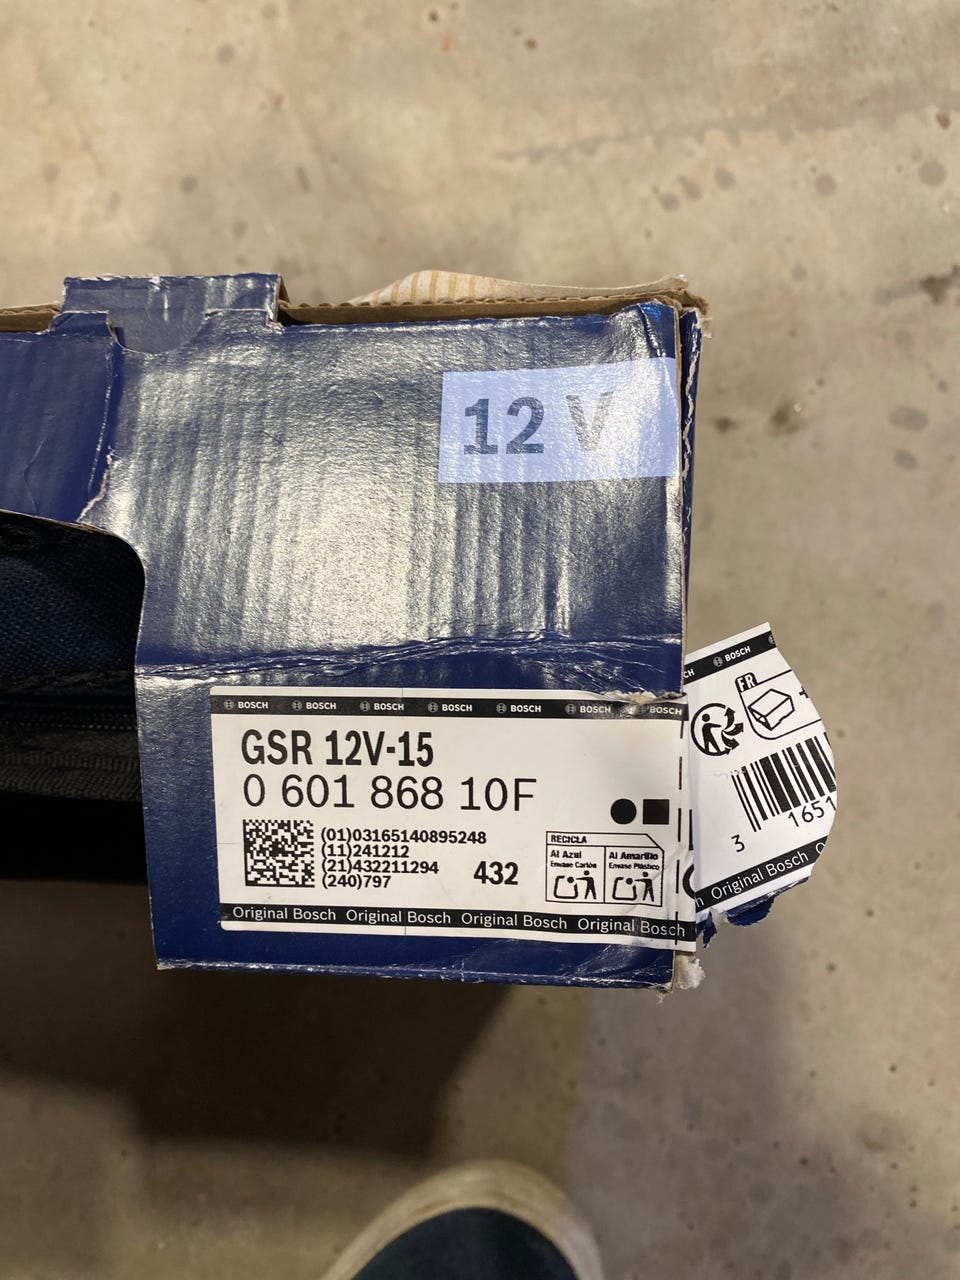 12 V
BOSCH BOSCH BOSCH BOSCH BOSCH BOSCH BOSCH
GSR 12V-15
0 601 868 10F
(01)03165140895248
(11)241212
(21)432211294
(240)797
432
RECICLA
Al Azul
Envase Cartón
Al Amarillo
Envase Plástico
Original Bosch Original Bosch Original Bosch Original Bosch
CH BOSCH
FR
+
3 1651
Original Bosch